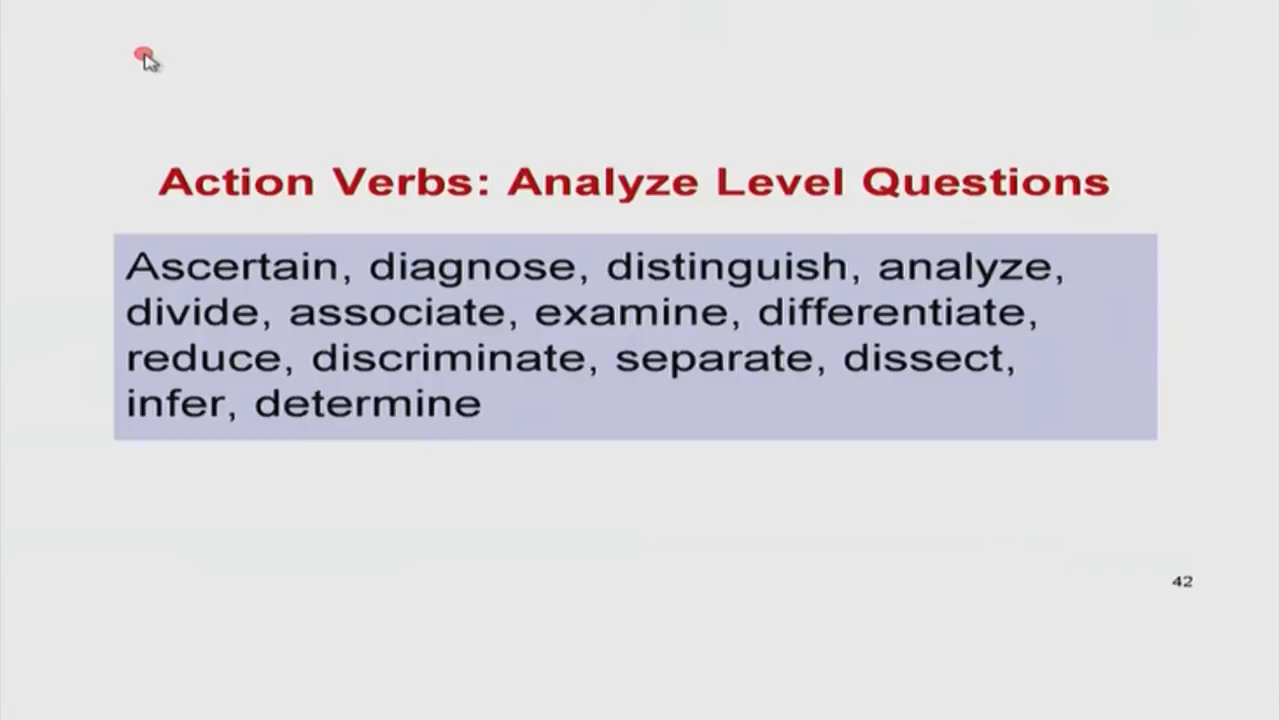 Action Verbs: Analyze Level Questions
Ascertain, diagnose, distinguish, analyze,
divide, associate, examine, differentiate,
reduce, discriminate, separate, dissect,
infer, determine
42